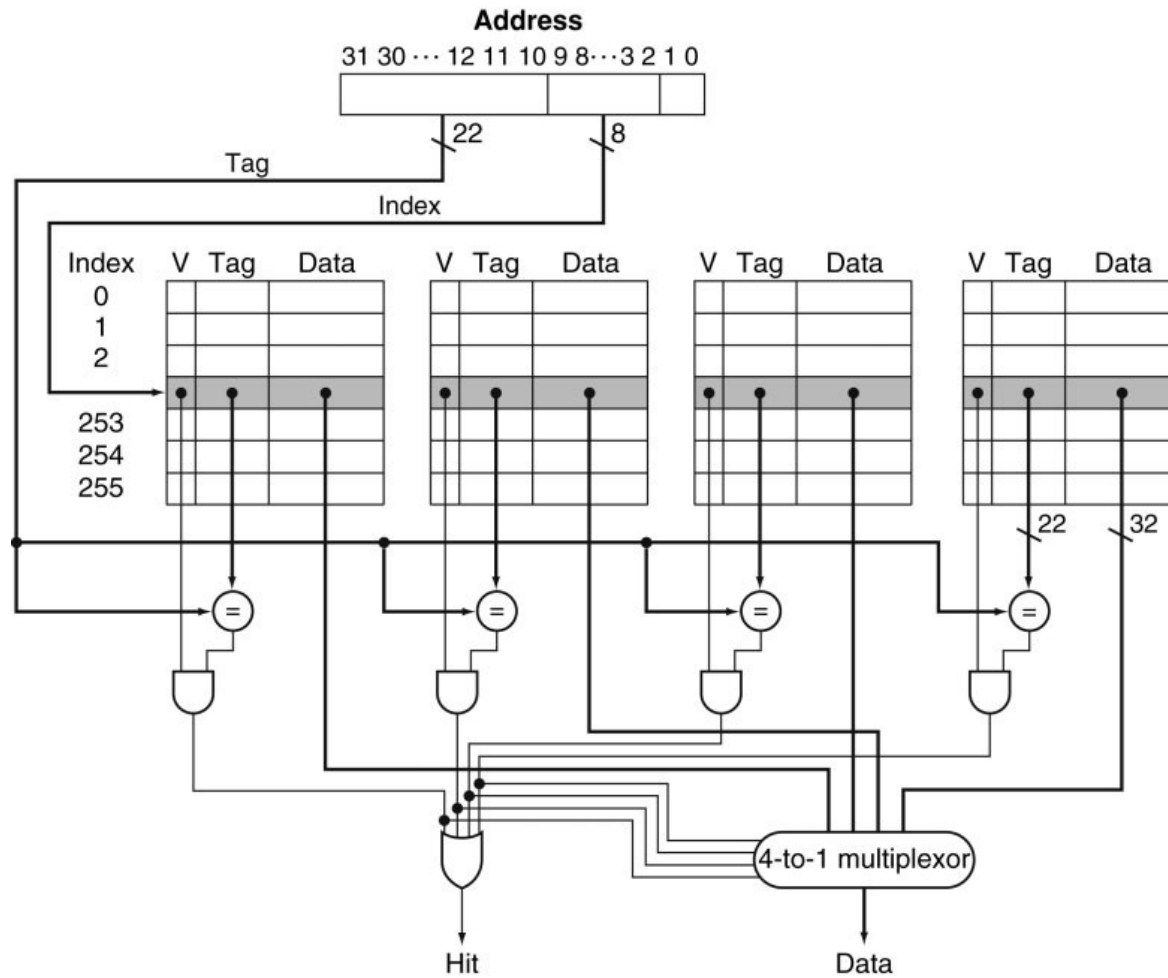 Address
31 30 ··· 12 11 10 9 8···3 2 1 0
22 8
Tag
Index
Index V Tag Data V Tag Data V Tag Data V Tag Data
0
1
2
253
254
255
22 32
= = = =
4-to-1 multiplexor
Hit Data